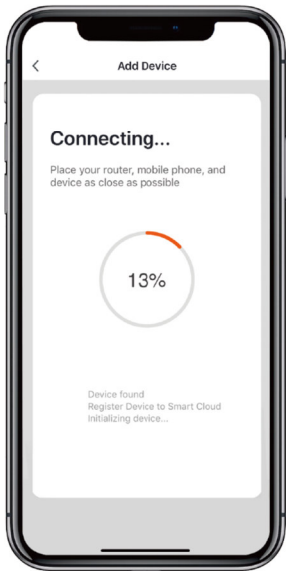 Add Device
Connecting...
Place your router, mobile phone, and
device as close as possible
13%
Device found
Register Device to Smart Cloud
Initializing device...